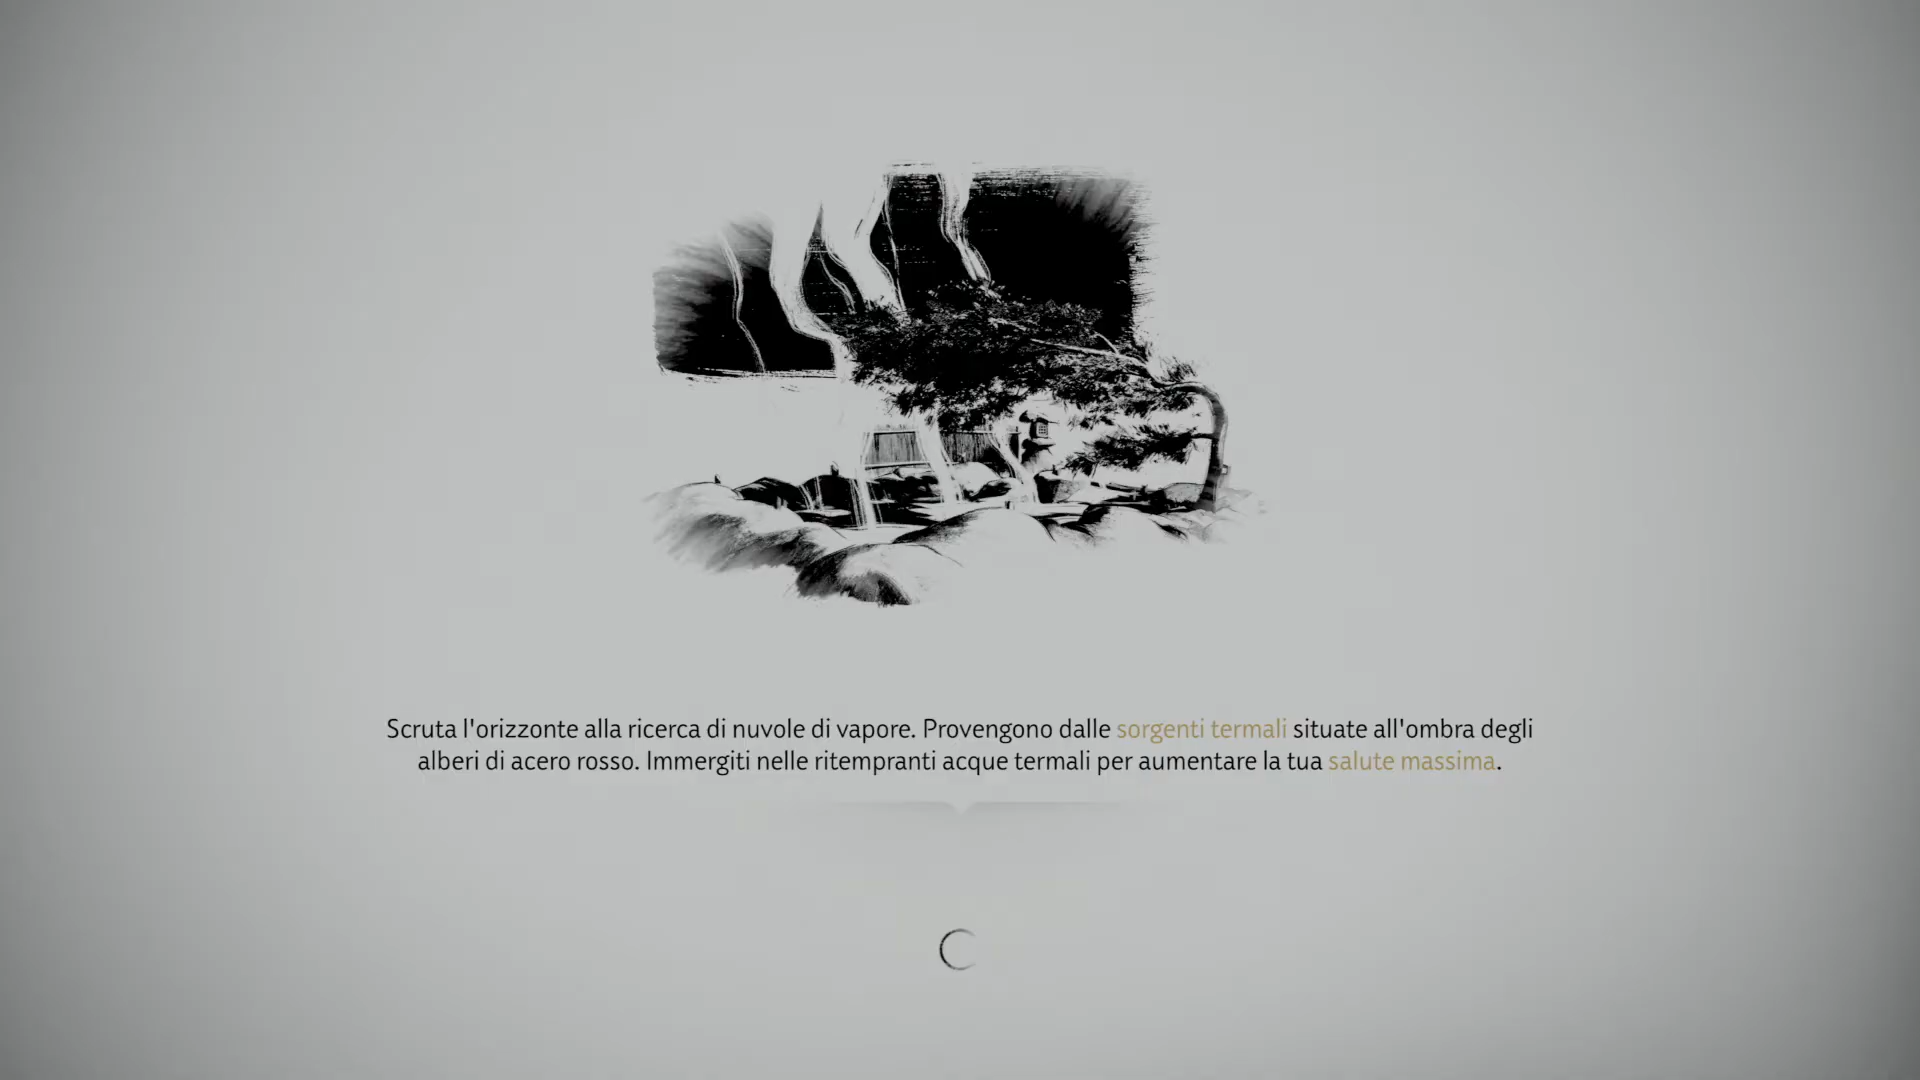 Scruta l'orizzonte alla ricerca di nuvole di vapore. Provengono dalle sorgenti termali situate all'ombra degli
alberi di acero rosso. Immergiti nelle ritempranti acque termali per aumentare la tua salute massima.